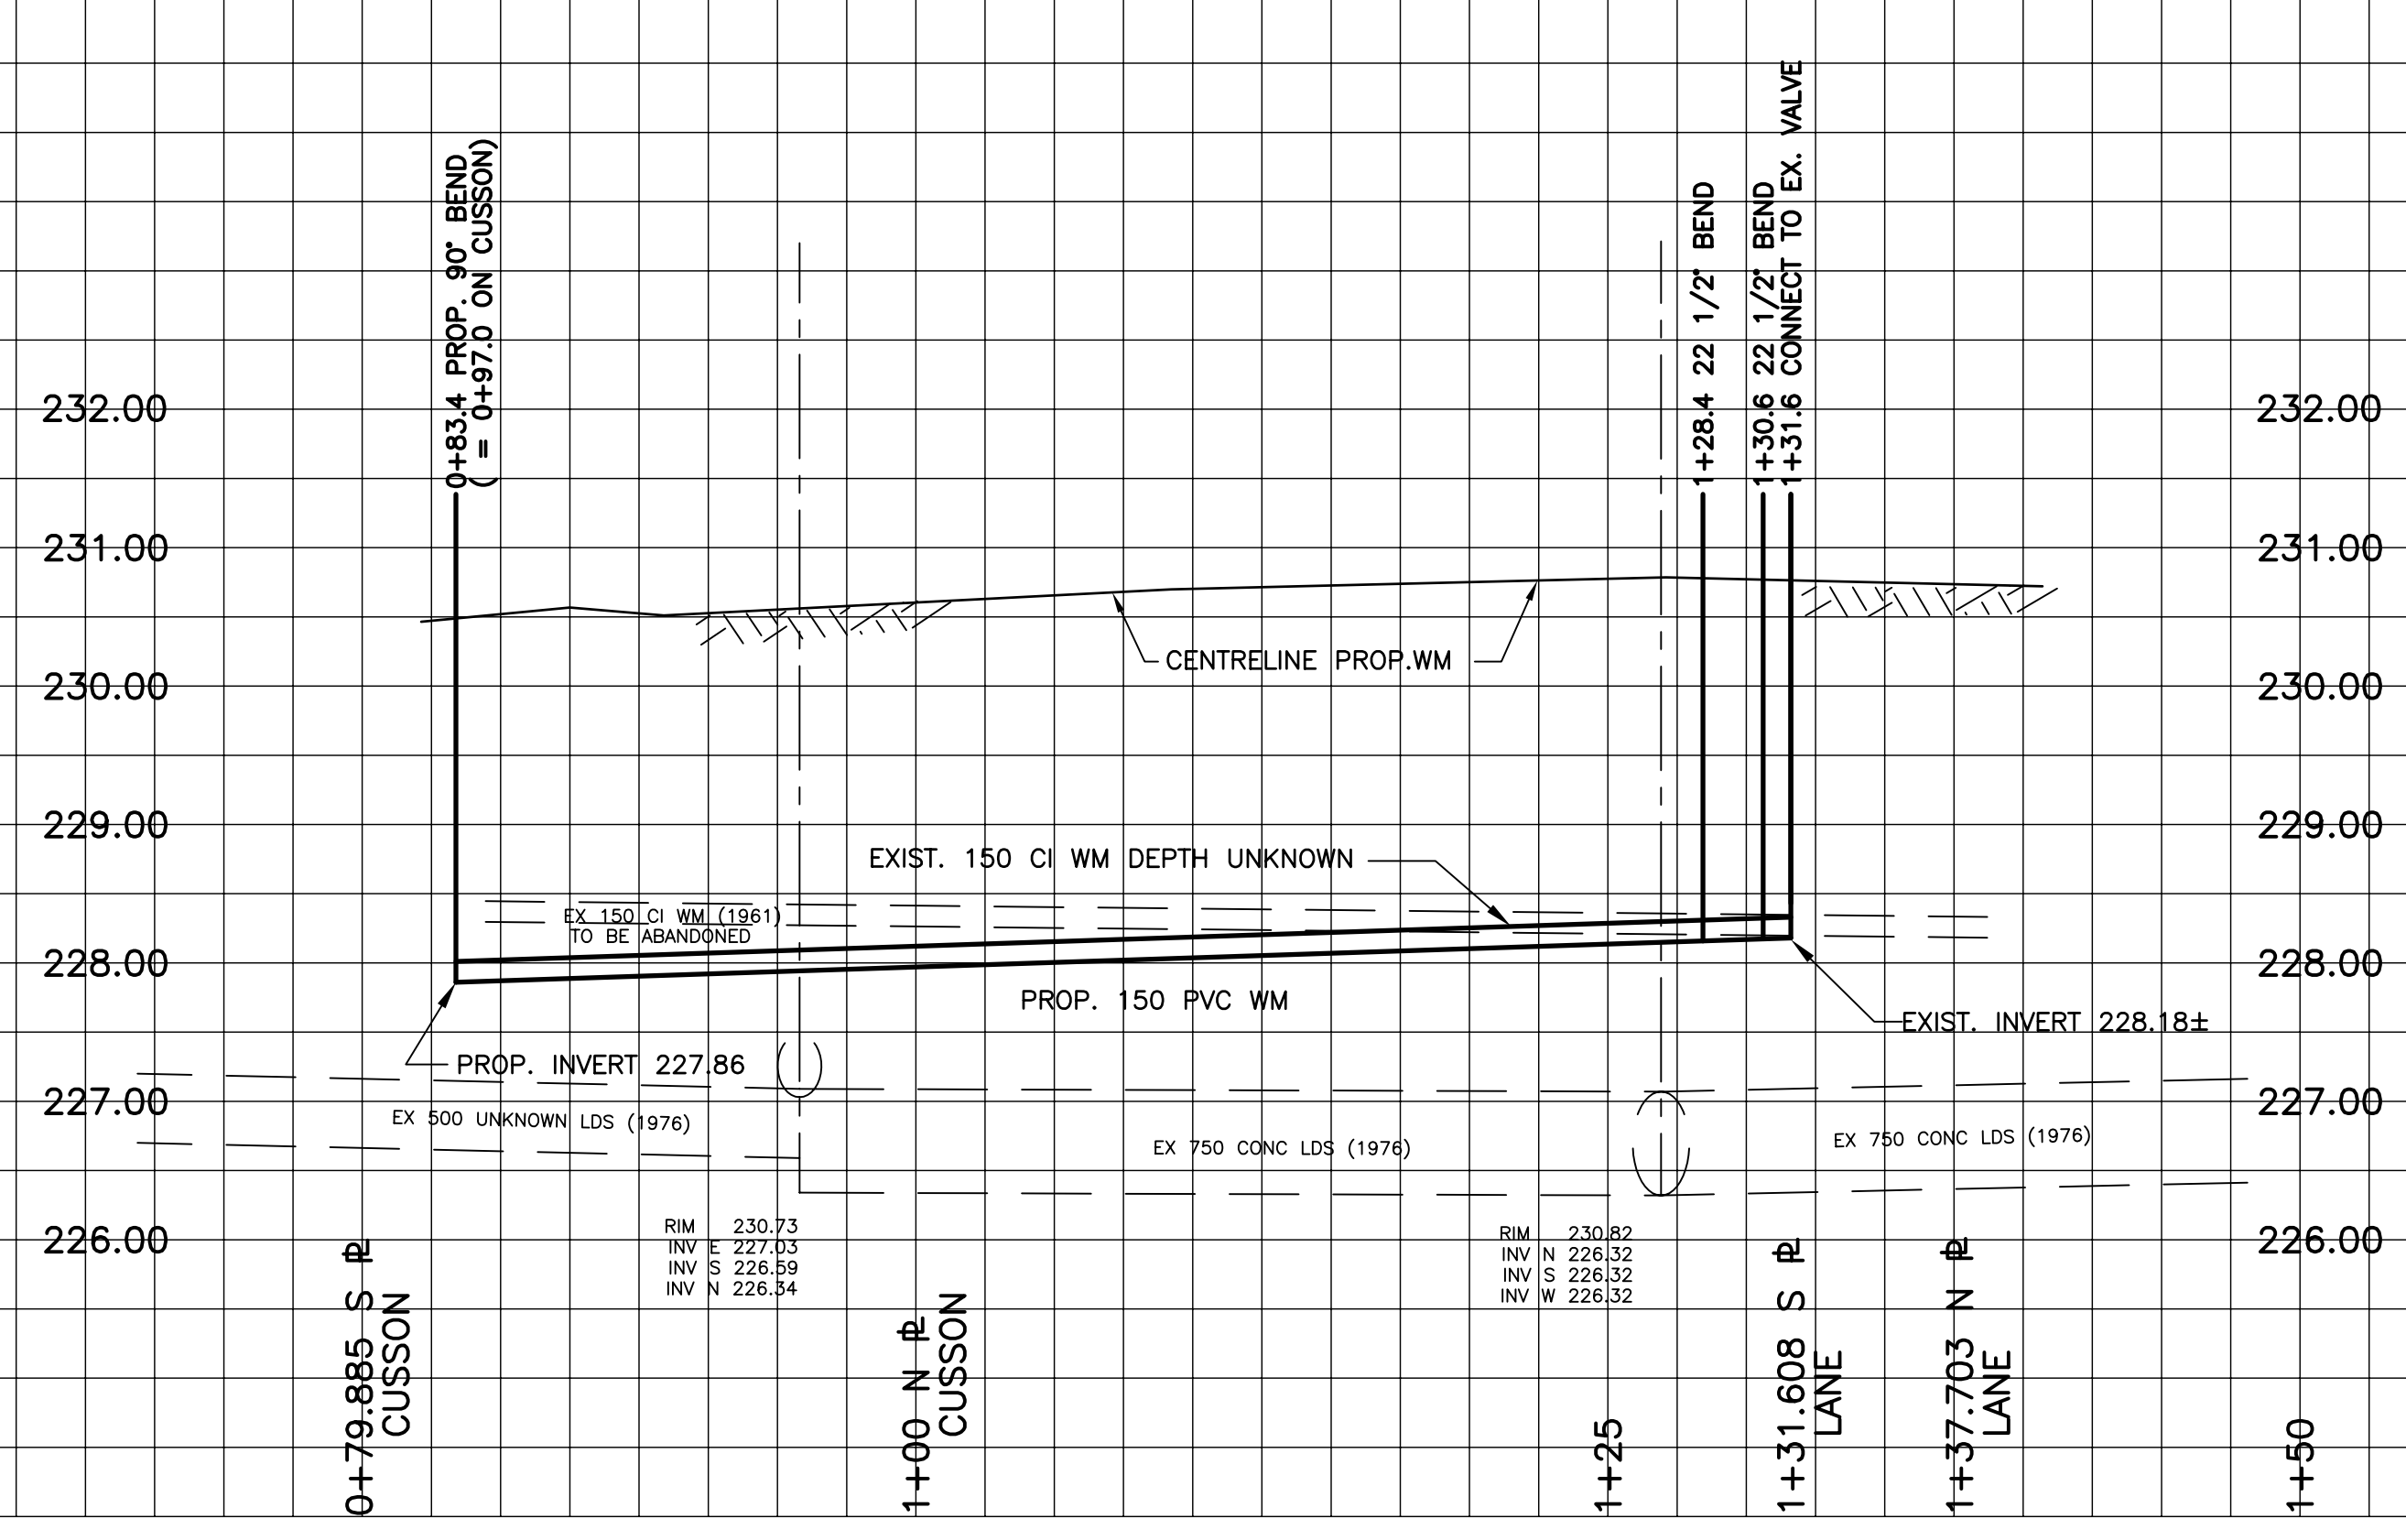 0+83.4 PROP. 90° BEND
( = 0+97.0 ON CUSSON)
1+28.4 22 1/2° BEND
1+30.6 22 1/2° BEND
1+31.6 CONNECT TO EX. VALVE
232.00
232.00
231.00
231.00
CENTRELINE PROP.WM
230.00
230.00
229.00
229.00
EXIST. 150 CI WM DEPTH UNKNOWN
EX 150 CI WM (1961)
TO BE ABANDONED
228.00
228.00
PROP. 150 PVC WM
EXIST. INVERT 228.18±
PROP. INVERT 227.86
227.00
227.00
EX 500 UNKNOWN LDS (1976)
EX 750 CONC LDS (1976)
EX 750 CONC LDS (1976)
226.00
226.00
RIM 230.73
INV E 227.03
INV S 226.59
INV N 226.34
RIM 230.82
INV N 226.32
INV S 226.32
INV W 226.32
0+79.885 S ℄
CUSSON
1+00 N ℄
CUSSON
1+25
1+31.608 S ℄
LANE
1+37.703 N ℄
LANE
1+50